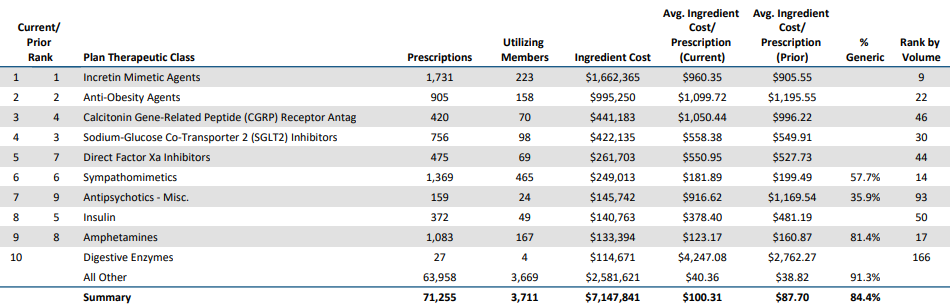 Current/ Avg. Ingredient Avg. Ingredient
Prior Utilizing Cost/ Cost/
Rank Plan Therapeutic Class Prescriptions Members Ingredient Cost Prescription (Current) Prescription (Prior) % Generic Rank by Volume
1 1 Incretin Mimetic Agents 1,731 223 $1,662,365 $960.35 $905.55 9
2 2 Anti-Obesity Agents 905 158 $995,250 $1,099.72 $1,195.55 22
3 4 Calcitonin Gene-Related Peptide (CGRP) Receptor Antag 420 70 $441,183 $1,050.44 $996.22 46
4 3 Sodium-Glucose Co-Transporter 2 (SGLT2) Inhibitors 756 98 $422,135 $558.38 $549.91 30
5 7 Direct Factor Xa Inhibitors 475 69 $261,703 $550.95 $527.73 44
6 6 Sympathomimetics 1,369 465 $249,013 $181.89 $199.49 57.7% 14
7 9 Antipsychotics - Misc. 159 24 $145,742 $916.62 $1,169.54 35.9% 93
8 5 Insulin 372 49 $140,763 $378.40 $481.19 50
9 8 Amphetamines 1,083 167 $133,394 $123.17 $160.87 81.4% 17
10 Digestive Enzymes 27 4 $114,671 $4,247.08 $2,762.27 166
All Other 63,958 3,669 $2,581,621 $40.36 $38.82 91.3%
Summary 71,255 3,711 $7,147,841 $100.31 $87.70 84.4%